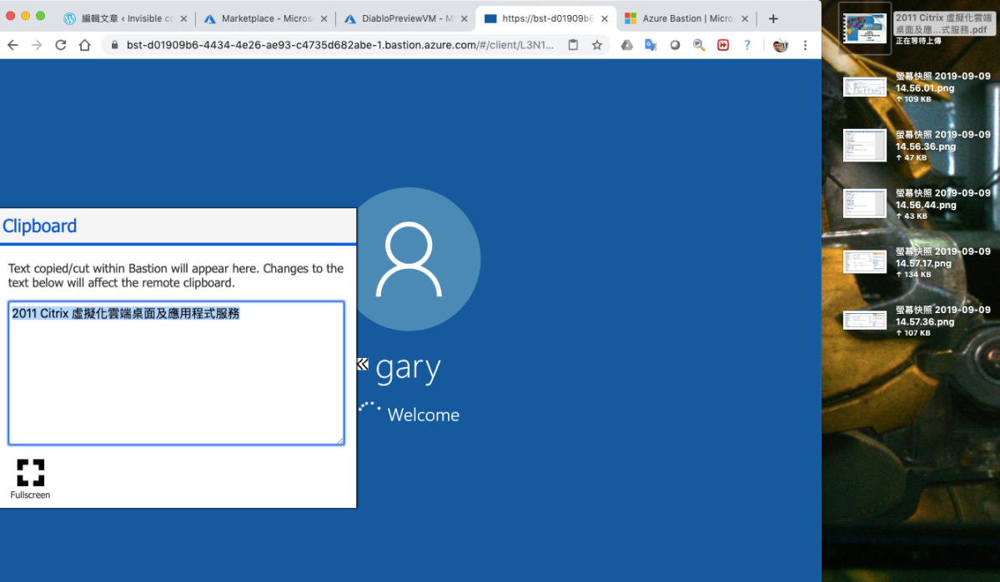 編輯文章 ‹ Invisible co
Marketplace - Micros
DiabloPreviewVM - M
https://bst-d01909b6
Azure Bastion | Micro
bst-d01909b6-4434-4e26-ae93-c4735d682abe-1.bastion.azure.com/#/client/L3N1...
Clipboard
Text copied/cut within Bastion will appear here. Changes to the
text below will affect the remote clipboard.
2011 Citrix 虛擬化雲端桌面及應用程式服務
Fullscreen
gary
Welcome
2011 Citrix 虛擬化雲端
桌面及應...式服務.pdf
正在等待上傳
螢幕快照 2019-09-09
14.56.01.png
↑ 109 KB
螢幕快照 2019-09-09
14.56.36.png
↑ 47 KB
螢幕快照 2019-09-09
14.56.44.png
↑ 43 KB
螢幕快照 2019-09-09
14.57.17.png
↑ 134 KB
螢幕快照 2019-09-09
14.57.36.png
↑ 107 KB